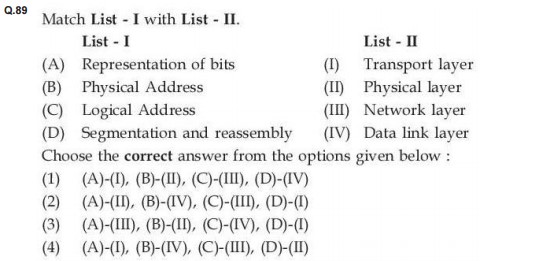 Q.89
Match List - I with List - II.
List - I List - II
(A) Representation of bits (I) Transport layer
(B) Physical Address (II) Physical layer
(C) Logical Address (III) Network layer
(D) Segmentation and reassembly (IV) Data link layer
Choose the correct answer from the options given below :
(1) (A)-(I), (B)-(II), (C)-(III), (D)-(IV)
(2) (A)-(II), (B)-(IV), (C)-(III), (D)-(I)
(3) (A)-(III), (B)-(II), (C)-(IV), (D)-(I)
(4) (A)-(I), (B)-(IV), (C)-(III), (D)-(II)